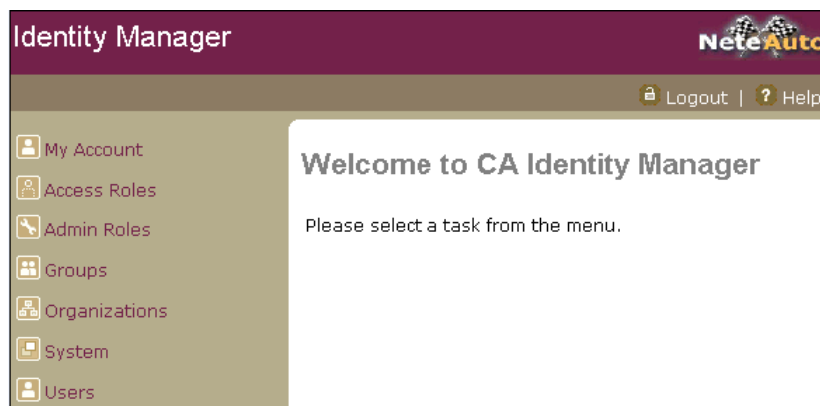 Identity Manager
NeteAuto
Logout | ? Help
My Account
Welcome to CA Identity Manager
Access Roles
Please select a task from the menu.
Admin Roles
Groups
Organizations
System
Users